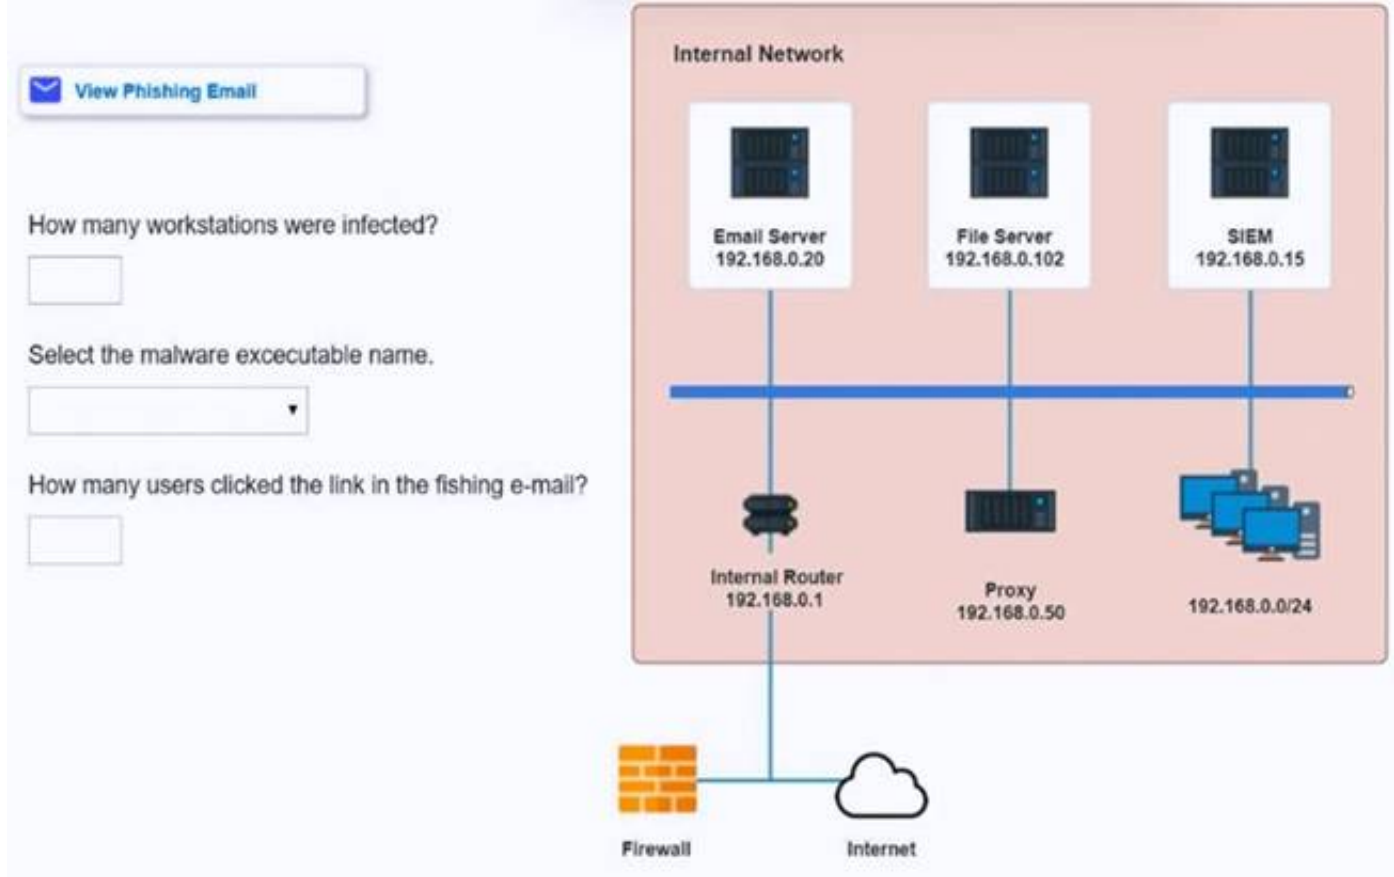 View Phishing Email
How many workstations were infected?
Select the malware excecutable name.
How many users clicked the link in the fishing e-mail?
Internal Network
Email Server
192.168.0.20
File Server
192.168.0.102
SIEM
192.168.0.15
Internal Router
192.168.0.1
Proxy
192.168.0.50
192.168.0.0/24
Firewall
Internet